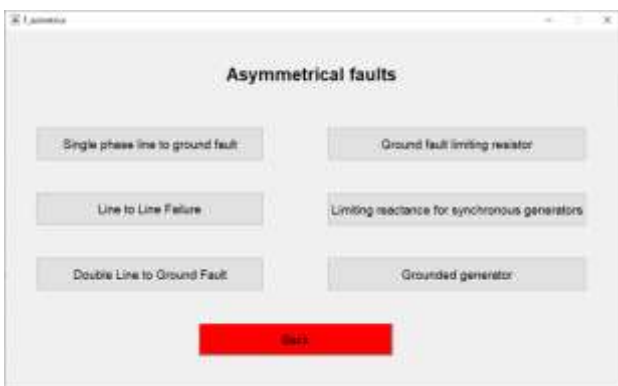 Asymmetrical faults
Single phase line to ground fault
Ground fault limiting resistor
Line to Line Failure
Limiting reactance for synchronous generators
Double Line to Ground Fault
Grounded generator
Back